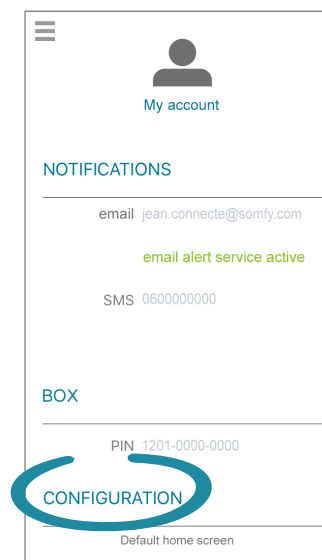 My account
NOTIFICATIONS
email jean.connecte@somfy.com
email alert service active
SMS 0600000000
BOX
PIN 1201-0000-0000
CONFIGURATION
Default home screen